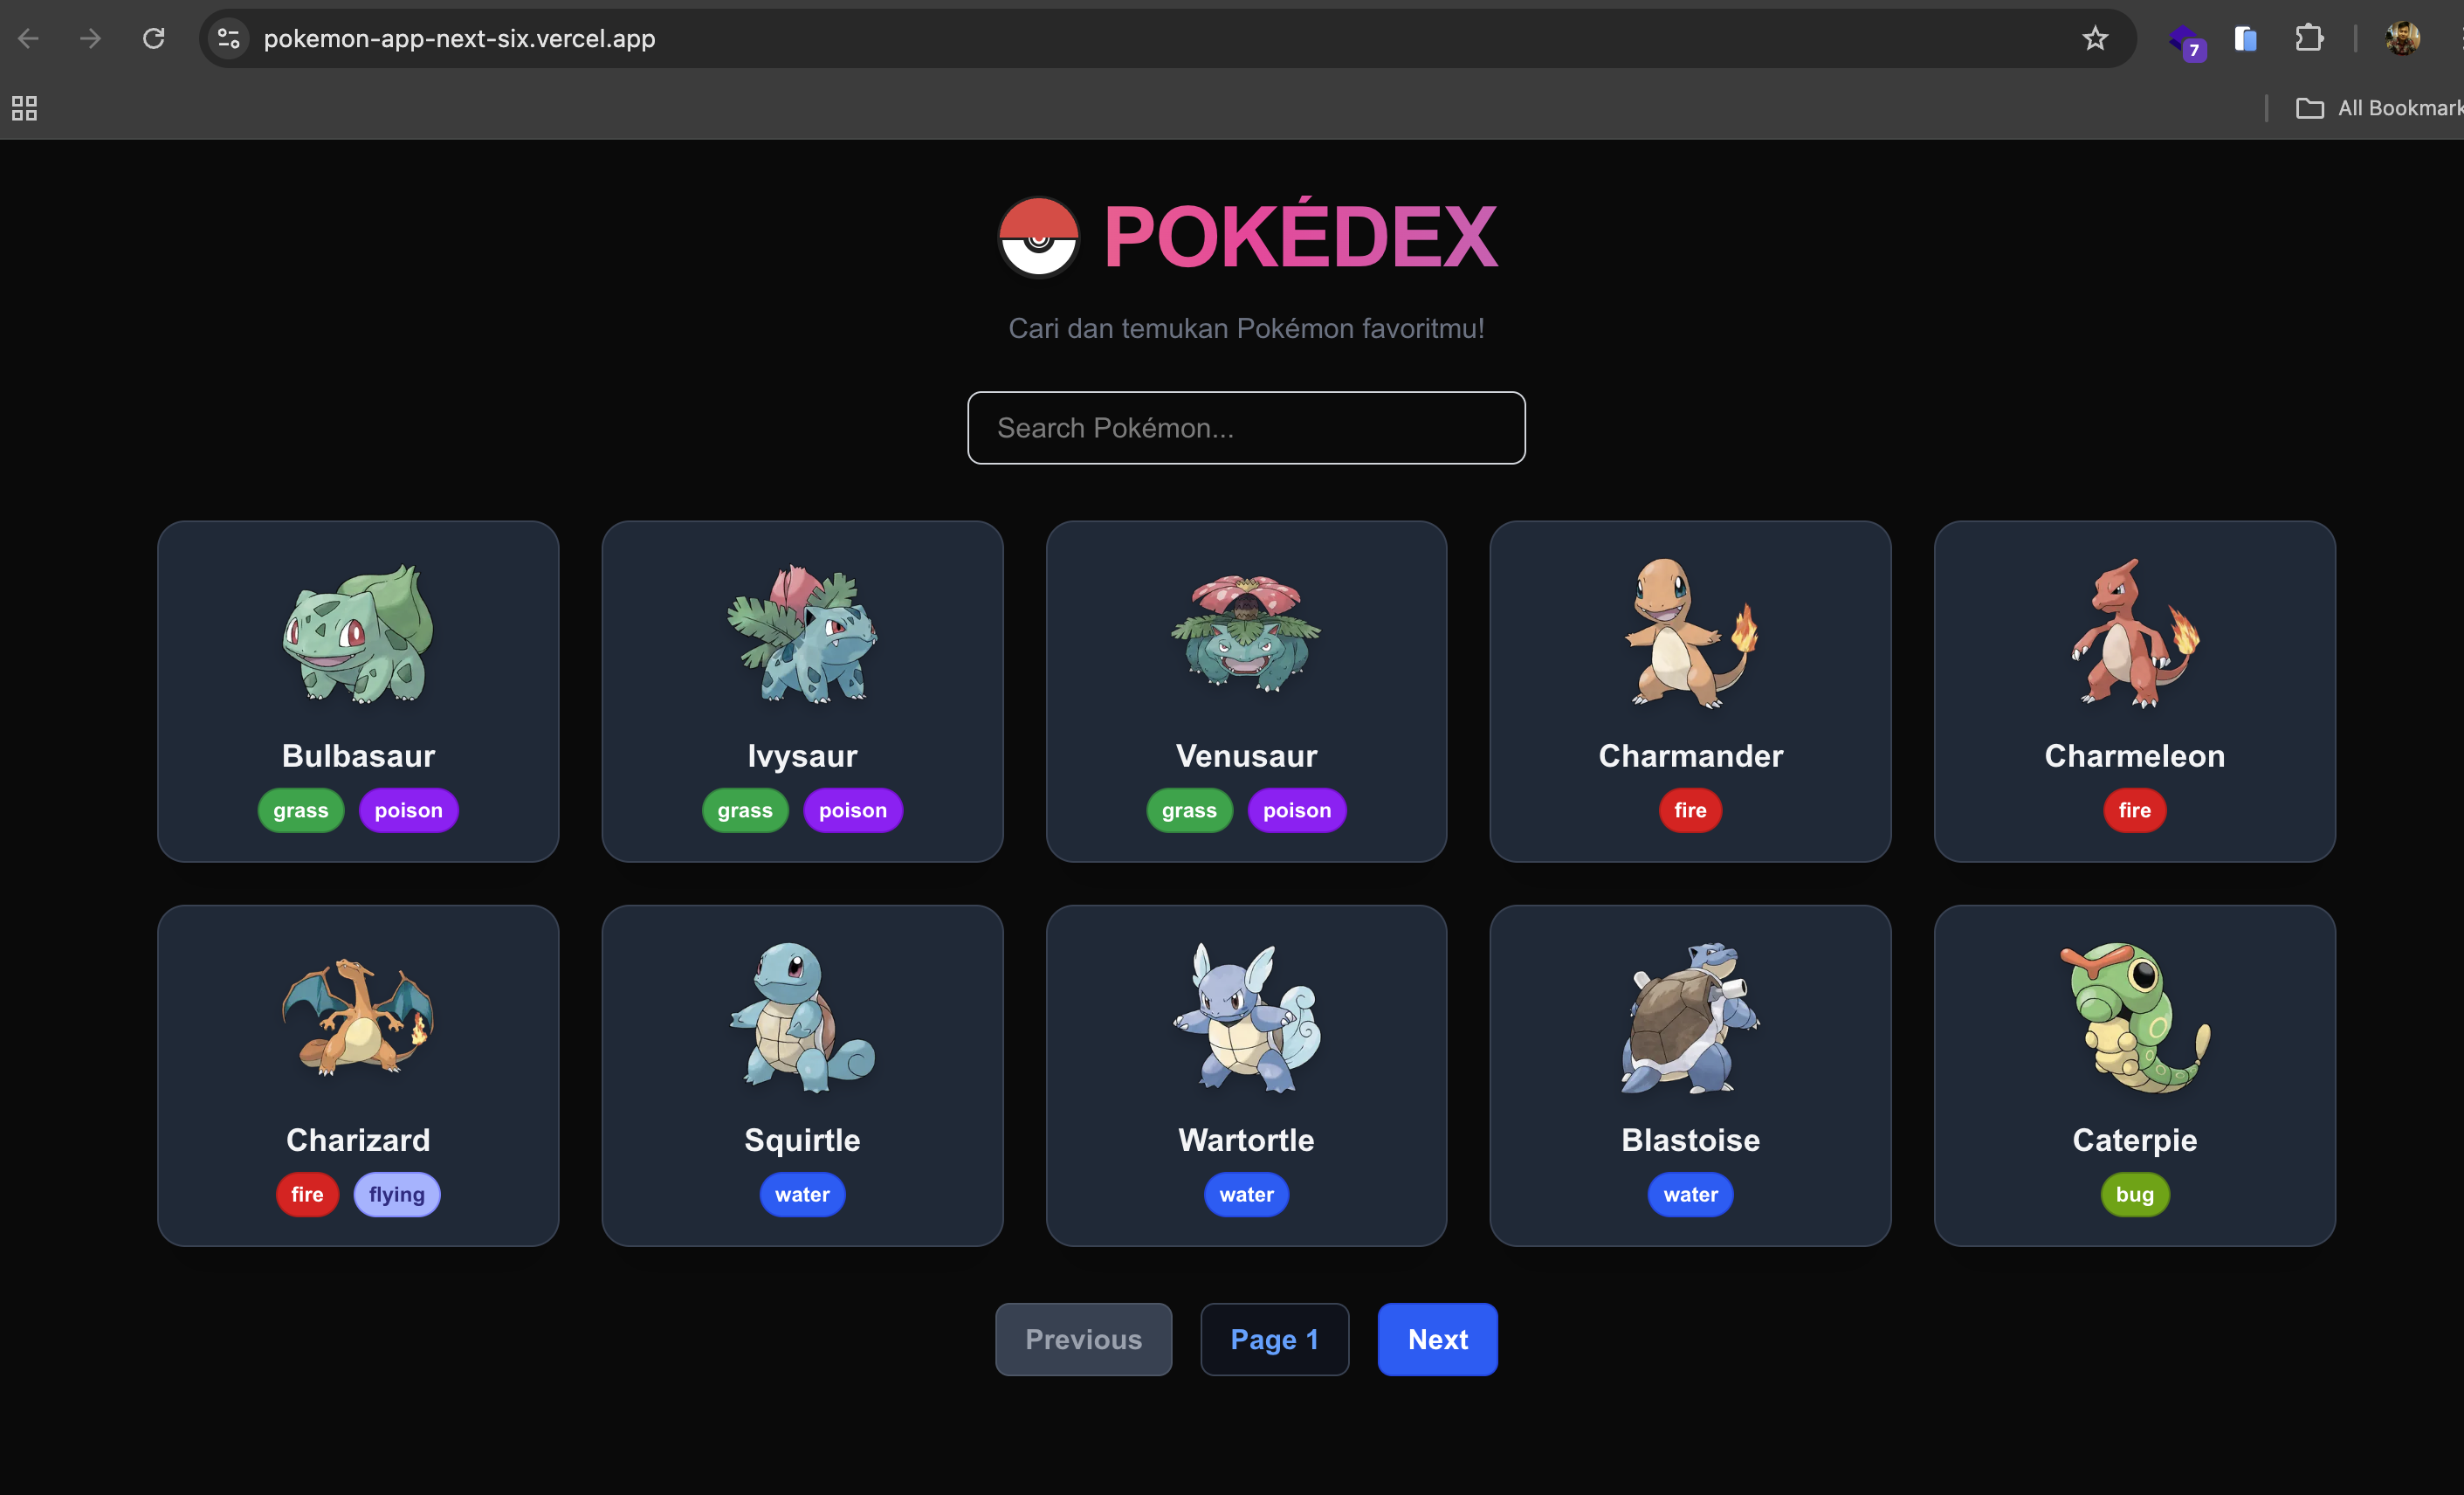 pokemon-app-next-six.vercel.app
7
All Bookmark
POKÉDEX
Cari dan temukan Pokémon favoritmu!
Search Pokémon...
Bulbasaur
grass poison
Ivysaur
grass poison
Venusaur
grass poison
Charmander
fire
Charmeleon
fire
Charizard
fire flying
Squirtle
water
Wartortle
water
Blastoise
water
Caterpie
bug
Previous
Page 1
Next